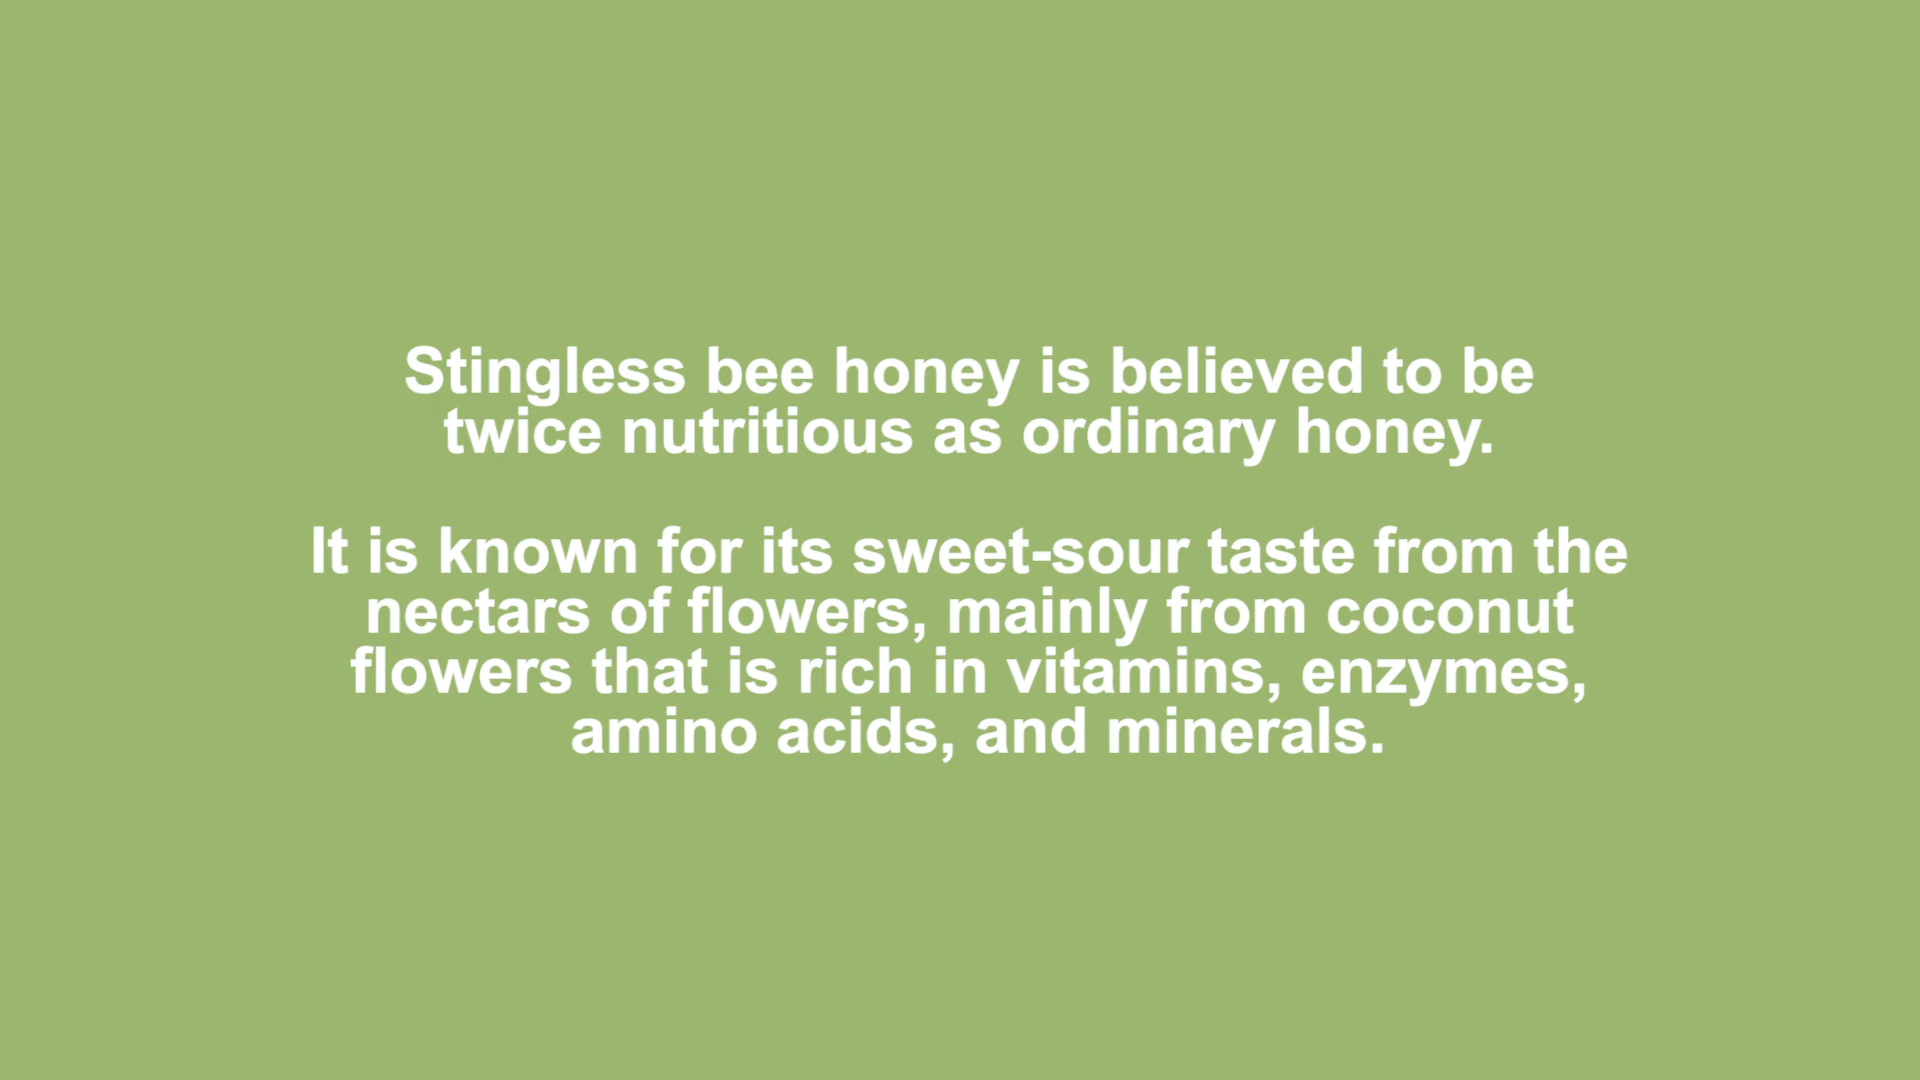 Stingless bee honey is believed to be
twice nutritious as ordinary honey.
It is known for its sweet-sour taste from the
nectars of flowers, mainly from coconut
flowers that is rich in vitamins, enzymes,
amino acids, and minerals.